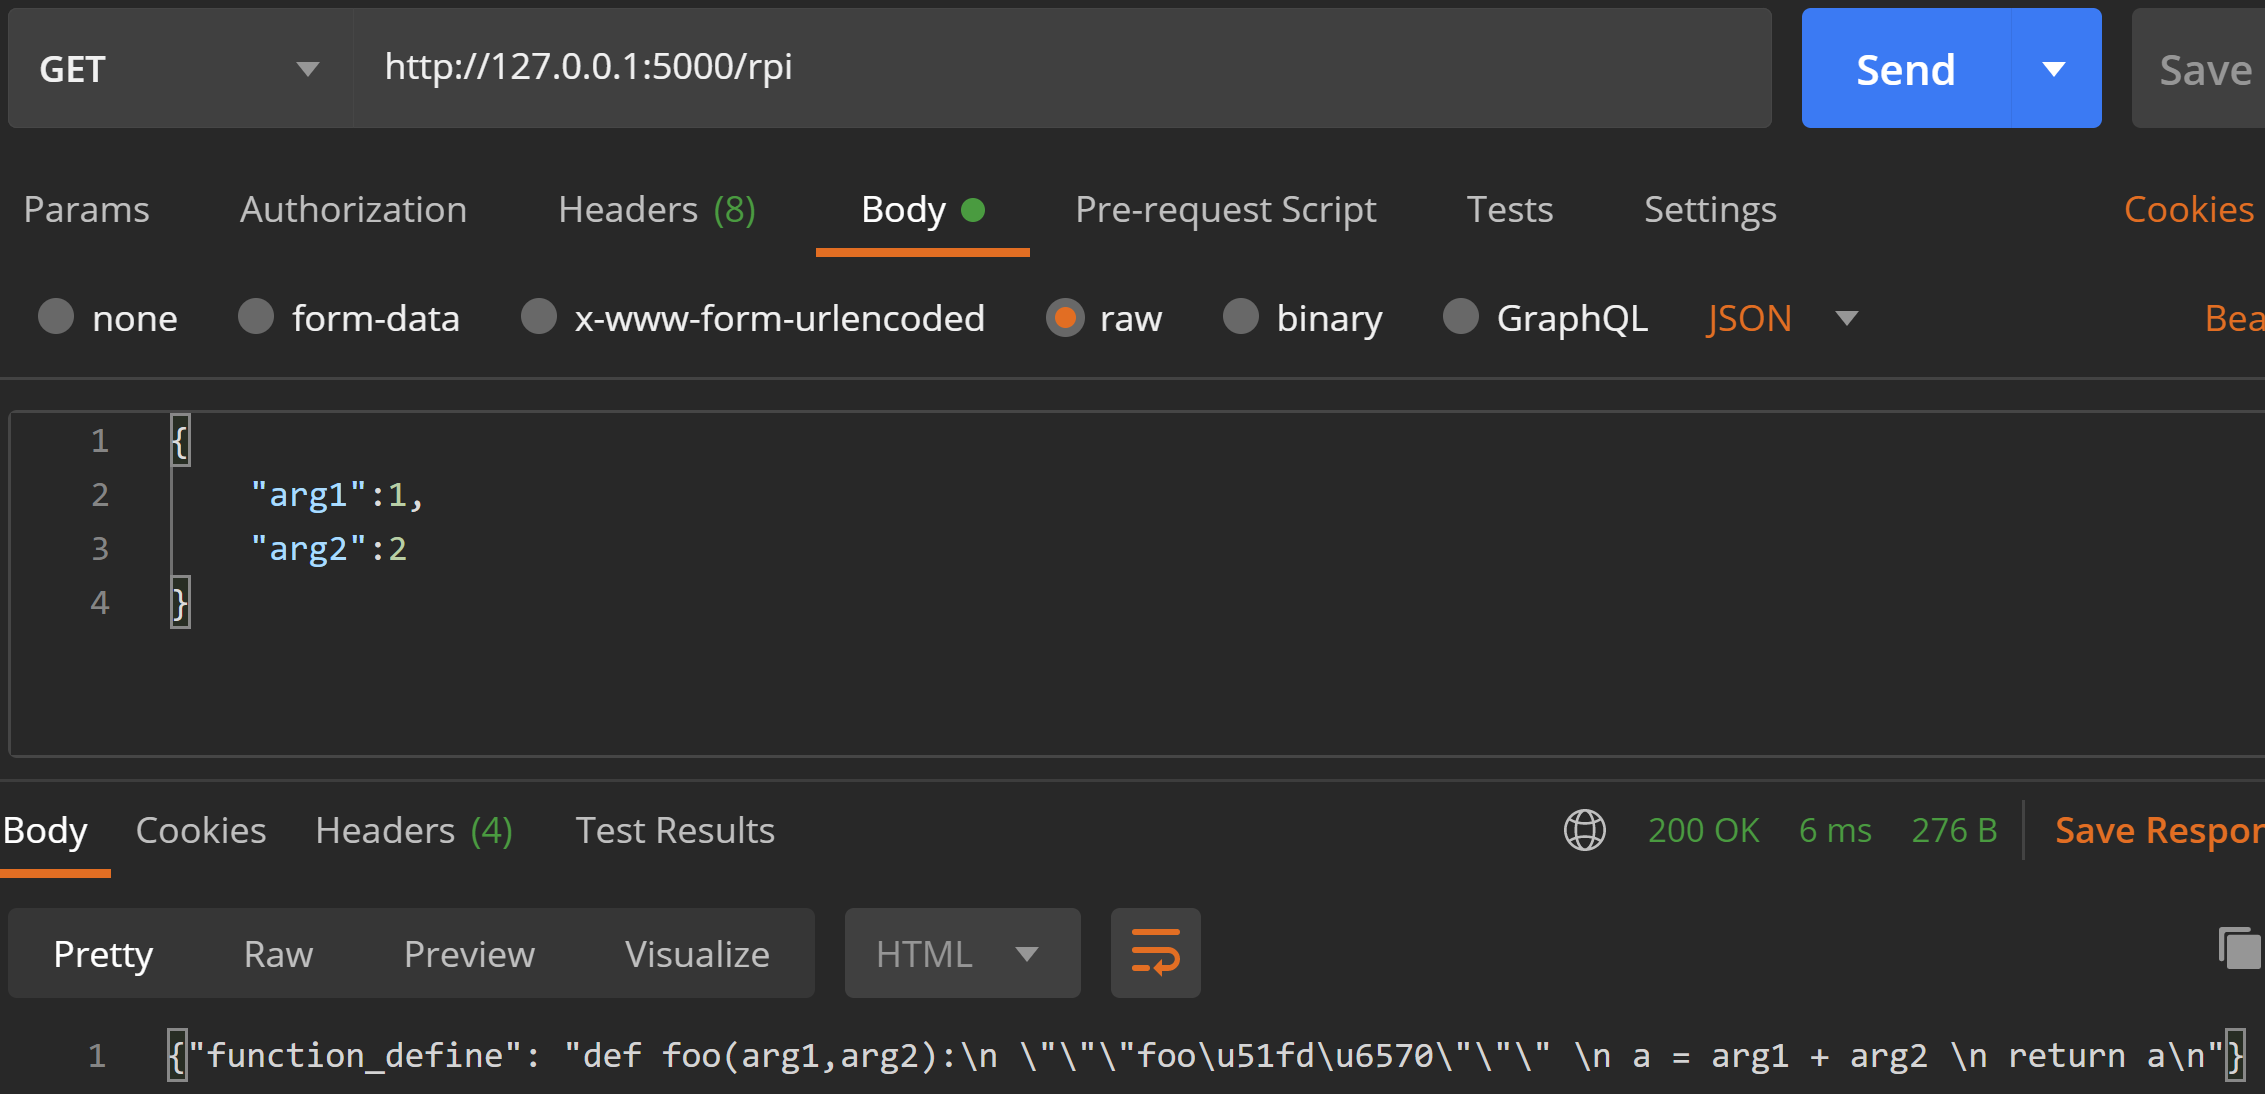 GET http://127.0.0.1:5000/rpi Send Save
Params Authorization Headers (8) Body Pre-request Script Tests Settings Cookies
none form-data x-www-form-urlencoded raw binary GraphQL JSON Bea
1 {
2 "arg1":1,
3 "arg2":2
4 }
Body Cookies Headers (4) Test Results 200 OK 6 ms 276 B Save Respon
Pretty Raw Preview Visualize HTML
1 {"function_define": "def foo(arg1,arg2):\n \"\"\"foo\u51fd\u6570\"\"\" \n a = arg1 + arg2 \n return a\n"}